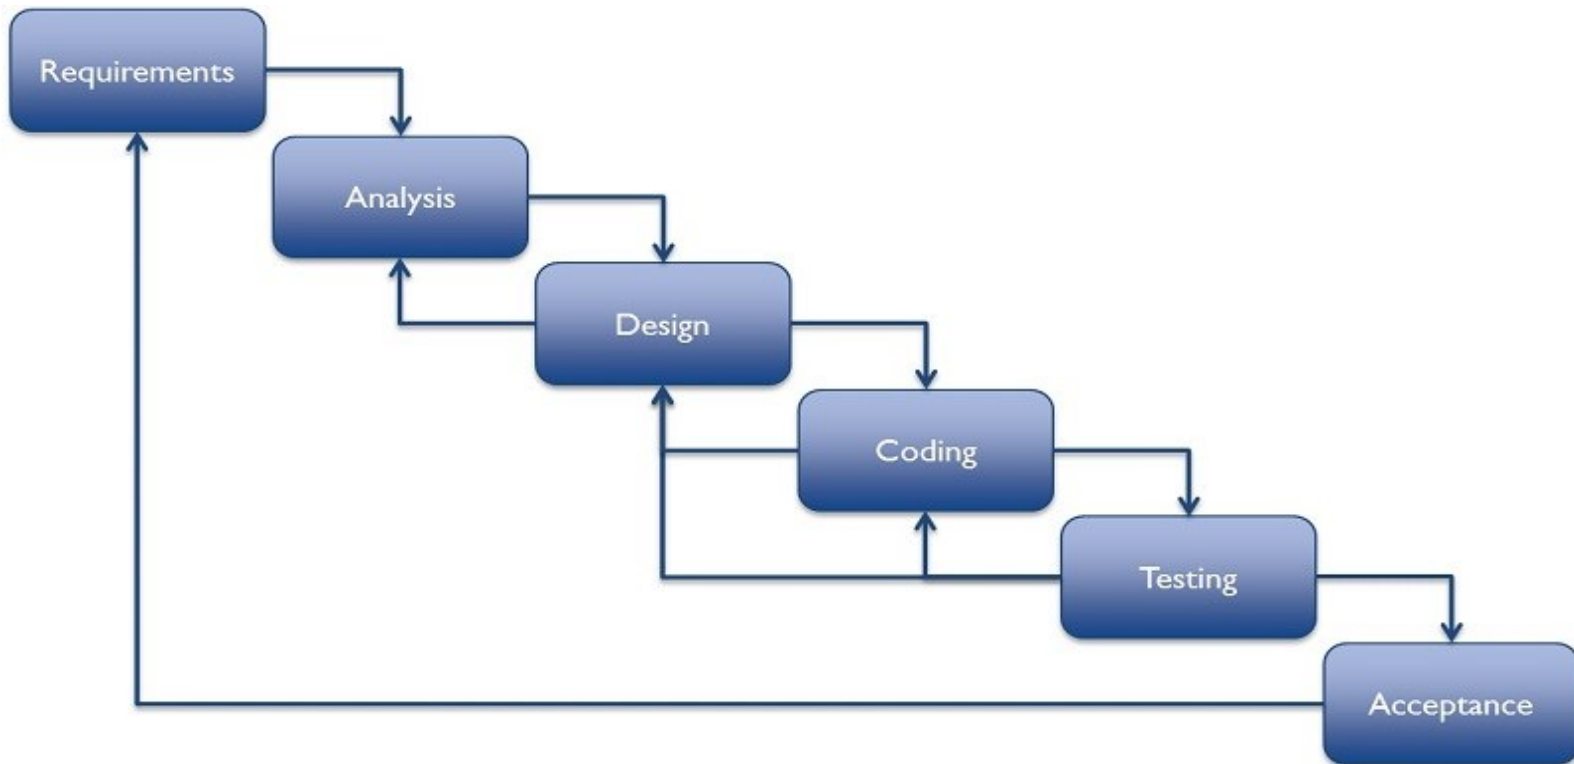 Requirements
Analysis
Design
Coding
Testing
Acceptance